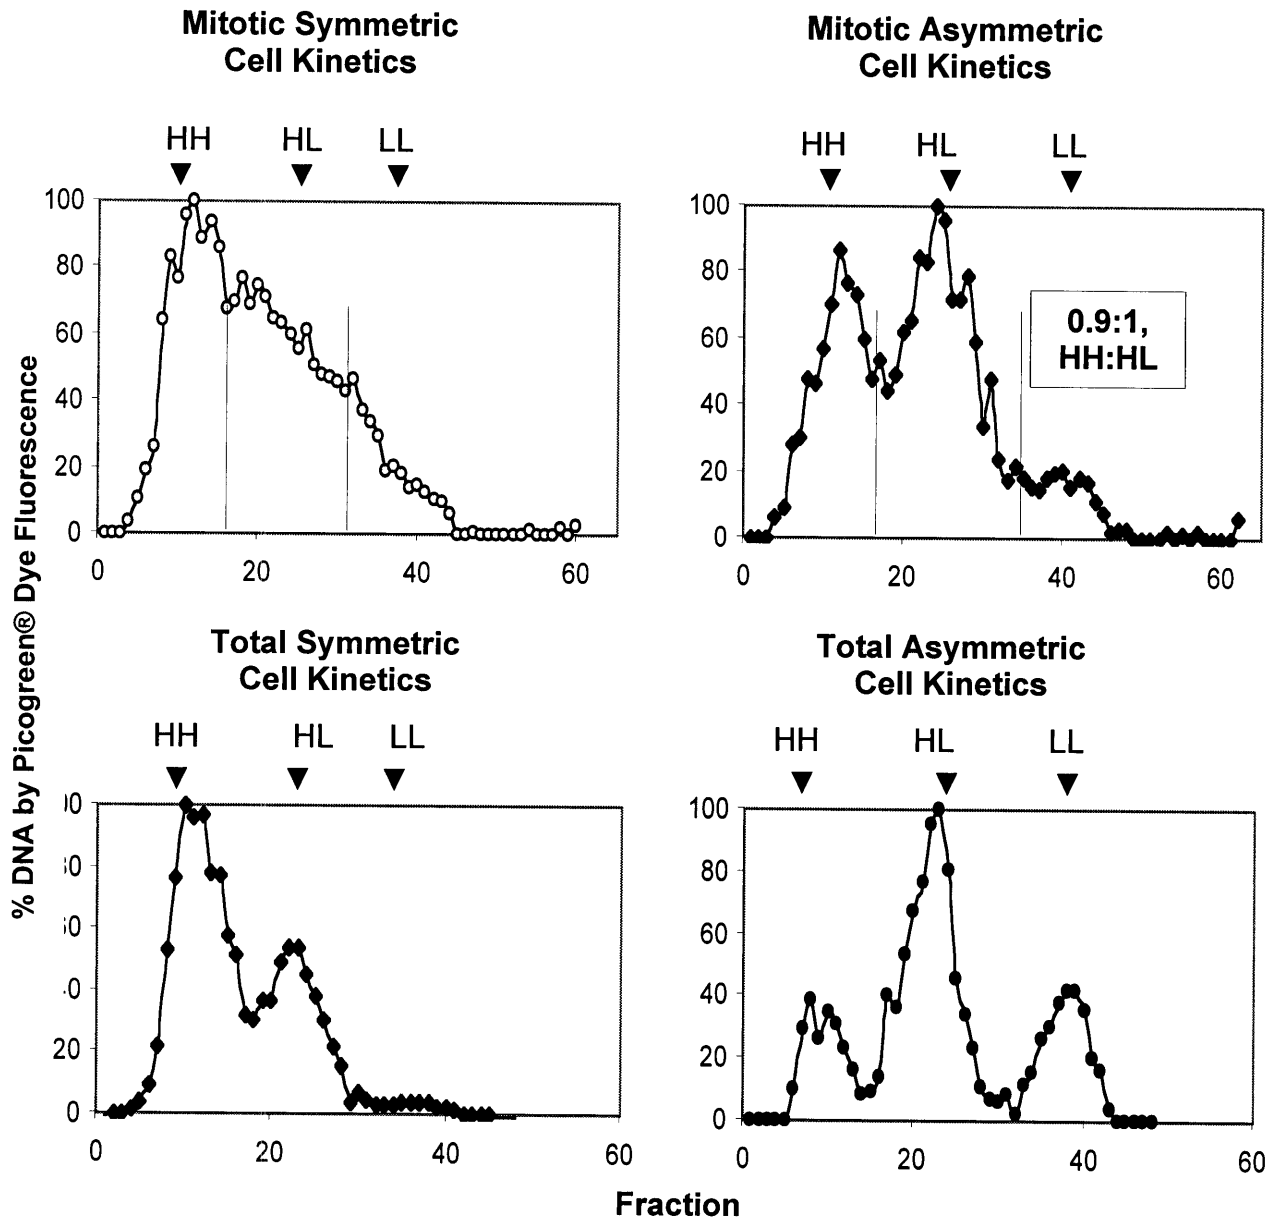 Mitotic Symmetric
Cell Kinetics
HH HL LL
100
80
60
40
20
0
0 20 40 60
Mitotic Asymmetric
Cell Kinetics
HH HL LL
100
80
60
40
20
0
0 20 40 60
0.9:1,
HH:HL
% DNA by Picogreen® Dye Fluorescence
Total Symmetric
Cell Kinetics
HH HL LL
20
0
0 20 40 60
Total Asymmetric
Cell Kinetics
HH HL LL
100
80
60
40
20
0
0 20 40 60
Fraction